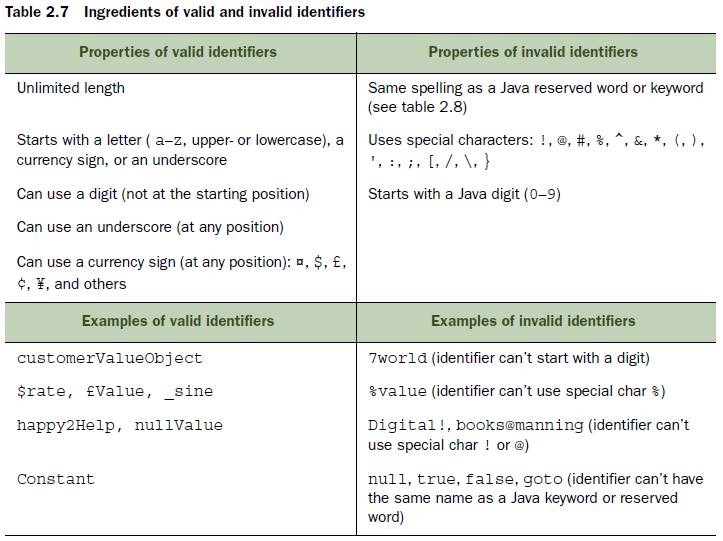 Table 2.7 Ingredients of valid and invalid identifiers
Properties of valid identifiers
Properties of invalid identifiers
Unlimited length
Same spelling as a Java reserved word or keyword
(see table 2.8)
Starts with a letter ( a–z, upper- or lowercase), a
currency sign, or an underscore
Uses special characters: !, @, #, %, ^, &, *, (, ),
', :, ;, [, /, \, }
Can use a digit (not at the starting position)
Starts with a Java digit (0–9)
Can use an underscore (at any position)
Can use a currency sign (at any position): ¤, $, £,
¢, ¥, and others
Examples of valid identifiers
Examples of invalid identifiers
customerValueObject
7world (identifier can't start with a digit)
$rate, £Value, _sine
%value (identifier can't use special char %)
happy2Help, nullValue
Digital!, books@manning (identifier can't
use special char ! or @)
Constant
null, true, false, goto (identifier can't have
the same name as a Java keyword or reserved
word)